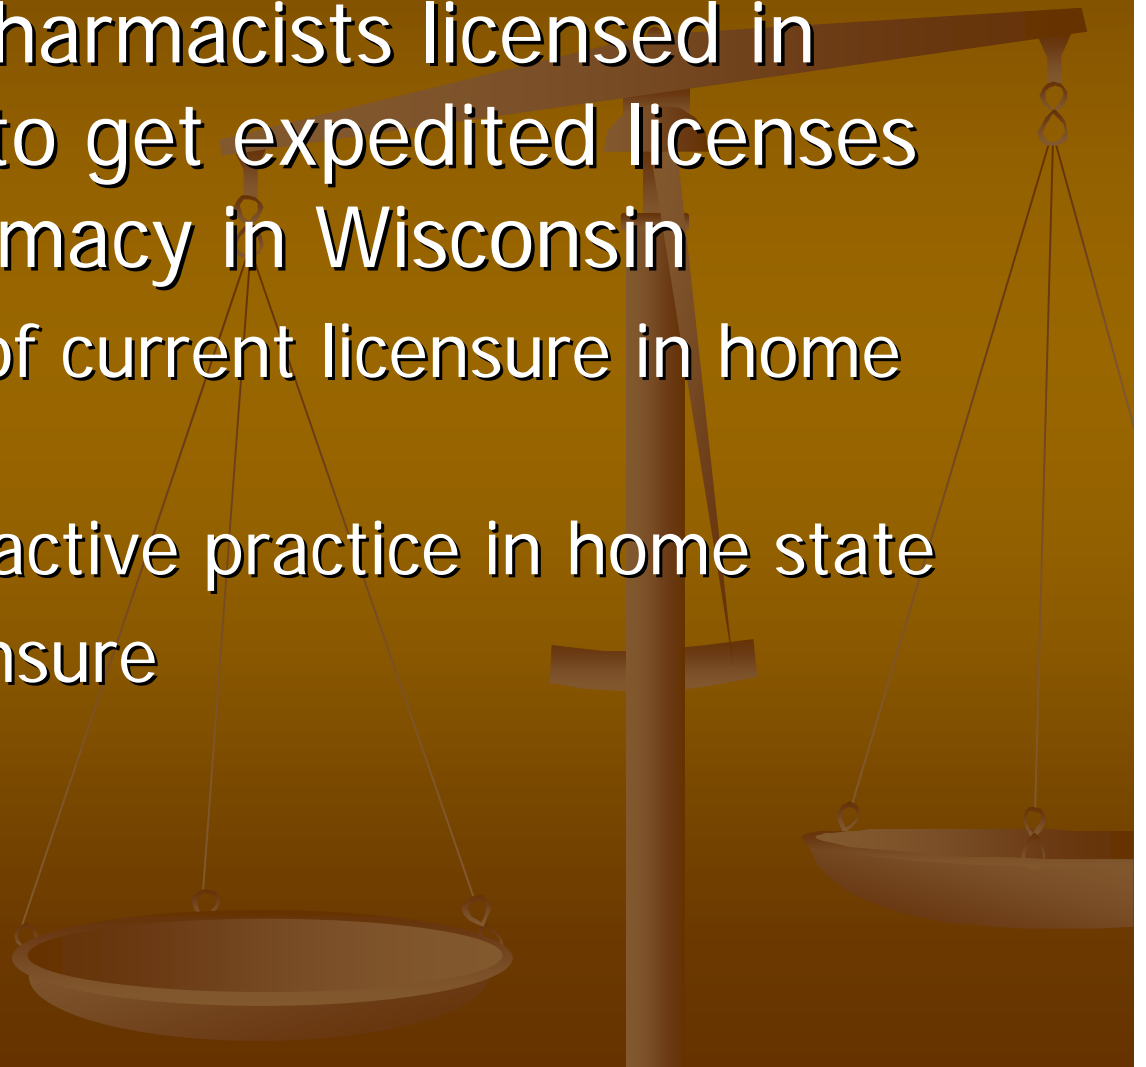 harmacists licensed in
to get expedited licenses
macy in Wisconsin
of current licensure in home
active practice in home state
nsure